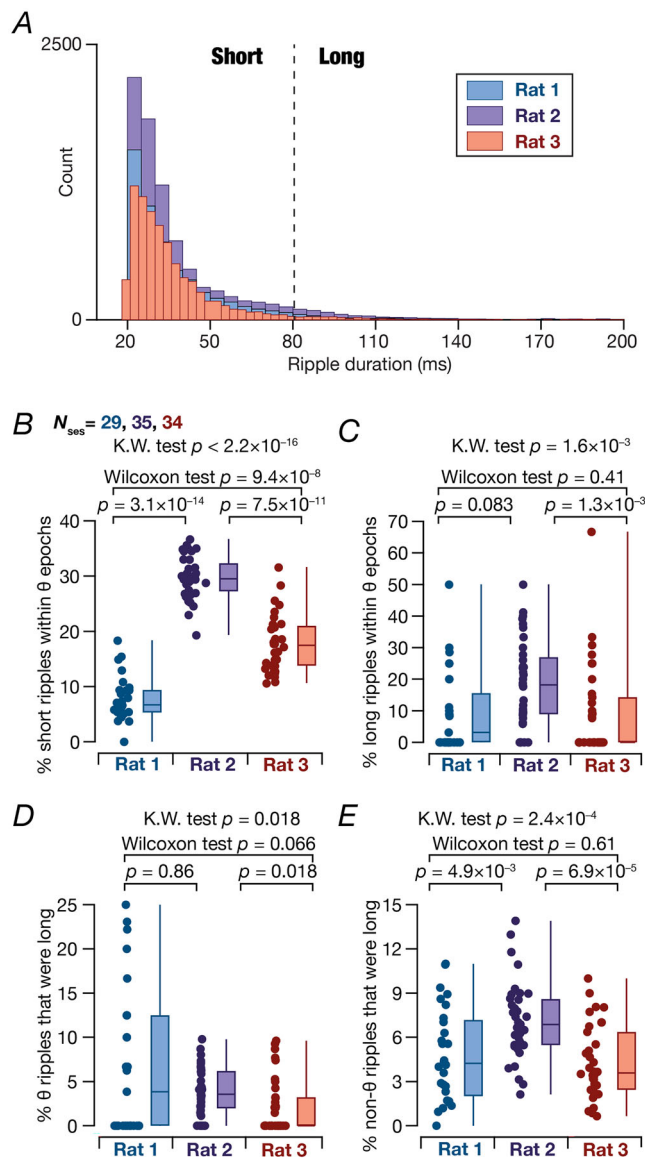 A
2500
Short Long
Rat 1
Rat 2
Rat 3
Count
0
20 50 80 110 140 170 200
Ripple duration (ms)
B
Nses= 29, 35, 34
K.W. test p < 2.2×10−16
Wilcoxon test p = 9.4×10−8
p = 3.1×10−14 p = 7.5×10−11
% short ripples within θ epochs
40
30
20
10
0
Rat 1 Rat 2 Rat 3
C
K.W. test p = 1.6×10−3
Wilcoxon test p = 0.41
p = 0.083 p = 1.3×10−3
% long ripples within θ epochs
70
60
50
40
30
20
10
0
Rat 1 Rat 2 Rat 3
D
K.W. test p = 0.018
Wilcoxon test p = 0.066
p = 0.86 p = 0.018
% θ ripples that were long
25
20
15
10
5
0
Rat 1 Rat 2 Rat 3
E
K.W. test p = 2.4×10−4
Wilcoxon test p = 0.61
p = 4.9×10−3 p = 6.9×10−5
% non-θ ripples that were long
15
12
9
6
3
0
Rat 1 Rat 2 Rat 3